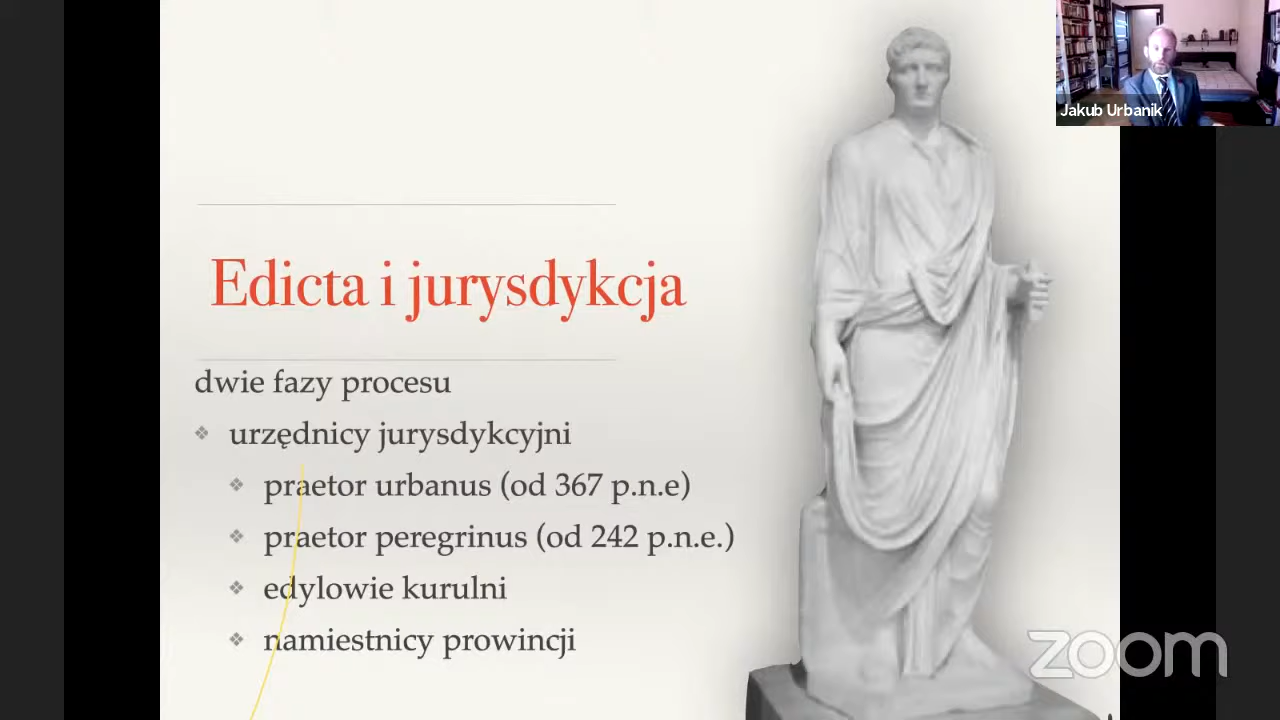 Jakub Urbanik
Edicta i jurysdykcja
dwie fazy procesu
urzędnicy jurysdykcyjni
praetor urbanus (od 367 p.n.e)
praetor peregrinus (od 242 p.n.e.)
edylowie kurulni
namiestnicy prowincji
zoom